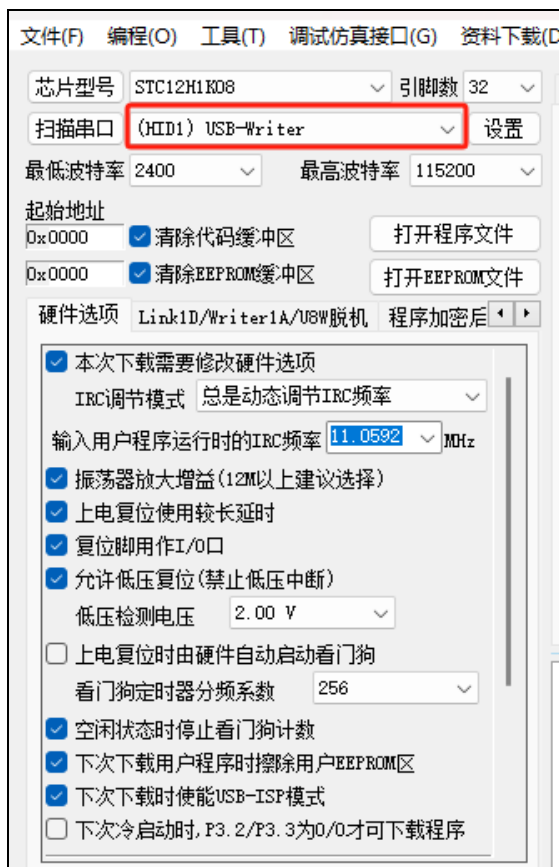 文件(F) 编程(O) 工具(T) 调试仿真接口(G) 资料下载(D
芯片型号 STC12H1K08 引脚数 32
扫描串口 (HID1) USB-Writer 设置
最低波特率 2400 最高波特率 115200
起始地址
0x0000 清除代码缓冲区 打开程序文件
0x0000 清除EEPROM缓冲区 打开EEPROM文件
硬件选项 Link1D/Writer1A/U8W脱机 程序加密后
本次下载需要修改硬件选项
IRC调节模式 总是动态调节IRC频率
输入用户程序运行时的IRC频率 11.0592 MHz
振荡器放大增益(12M以上建议选择)
上电复位使用较长延时
复位脚用作I/O口
允许低压复位(禁止低压中断)
低压检测电压 2.00 V
上电复位时由硬件自动启动看门狗
看门狗定时器分频系数 256
空闲状态时停止看门狗计数
下次下载用户程序时擦除用户EEPROM区
下次下载时使能USB-ISP模式
下次冷启动时,P3.2/P3.3为0/0才可下载程序